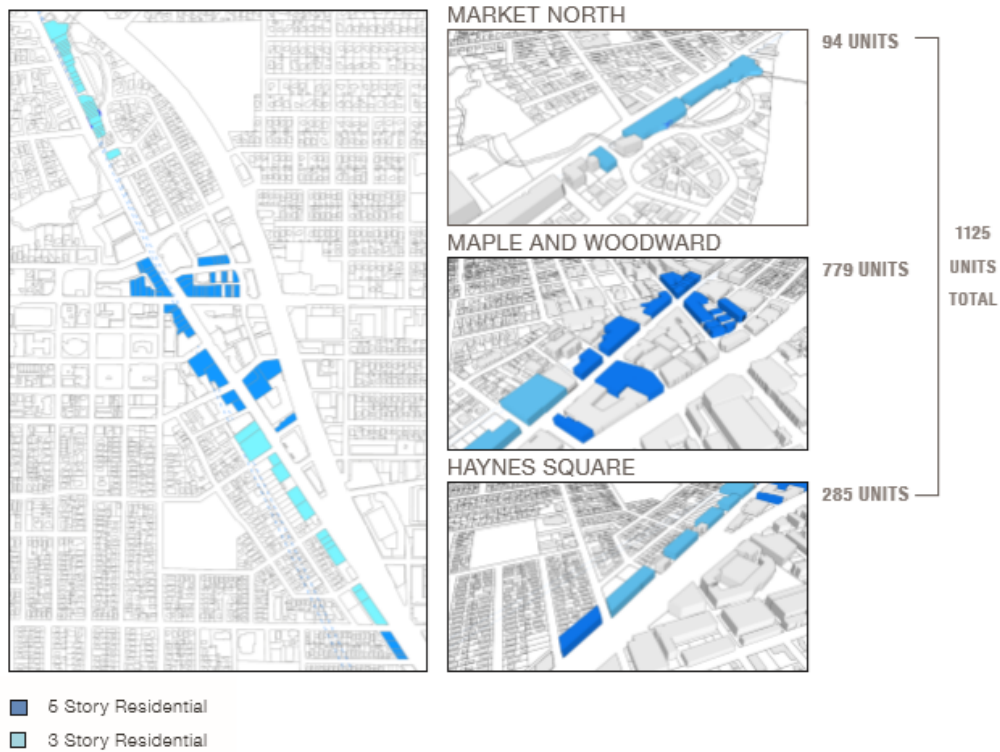 MARKET NORTH
94 UNITS
MAPLE AND WOODWARD
779 UNITS
1125
UNITS
TOTAL
HAYNES SQUARE
285 UNITS
5 Story Residential
3 Story Residential